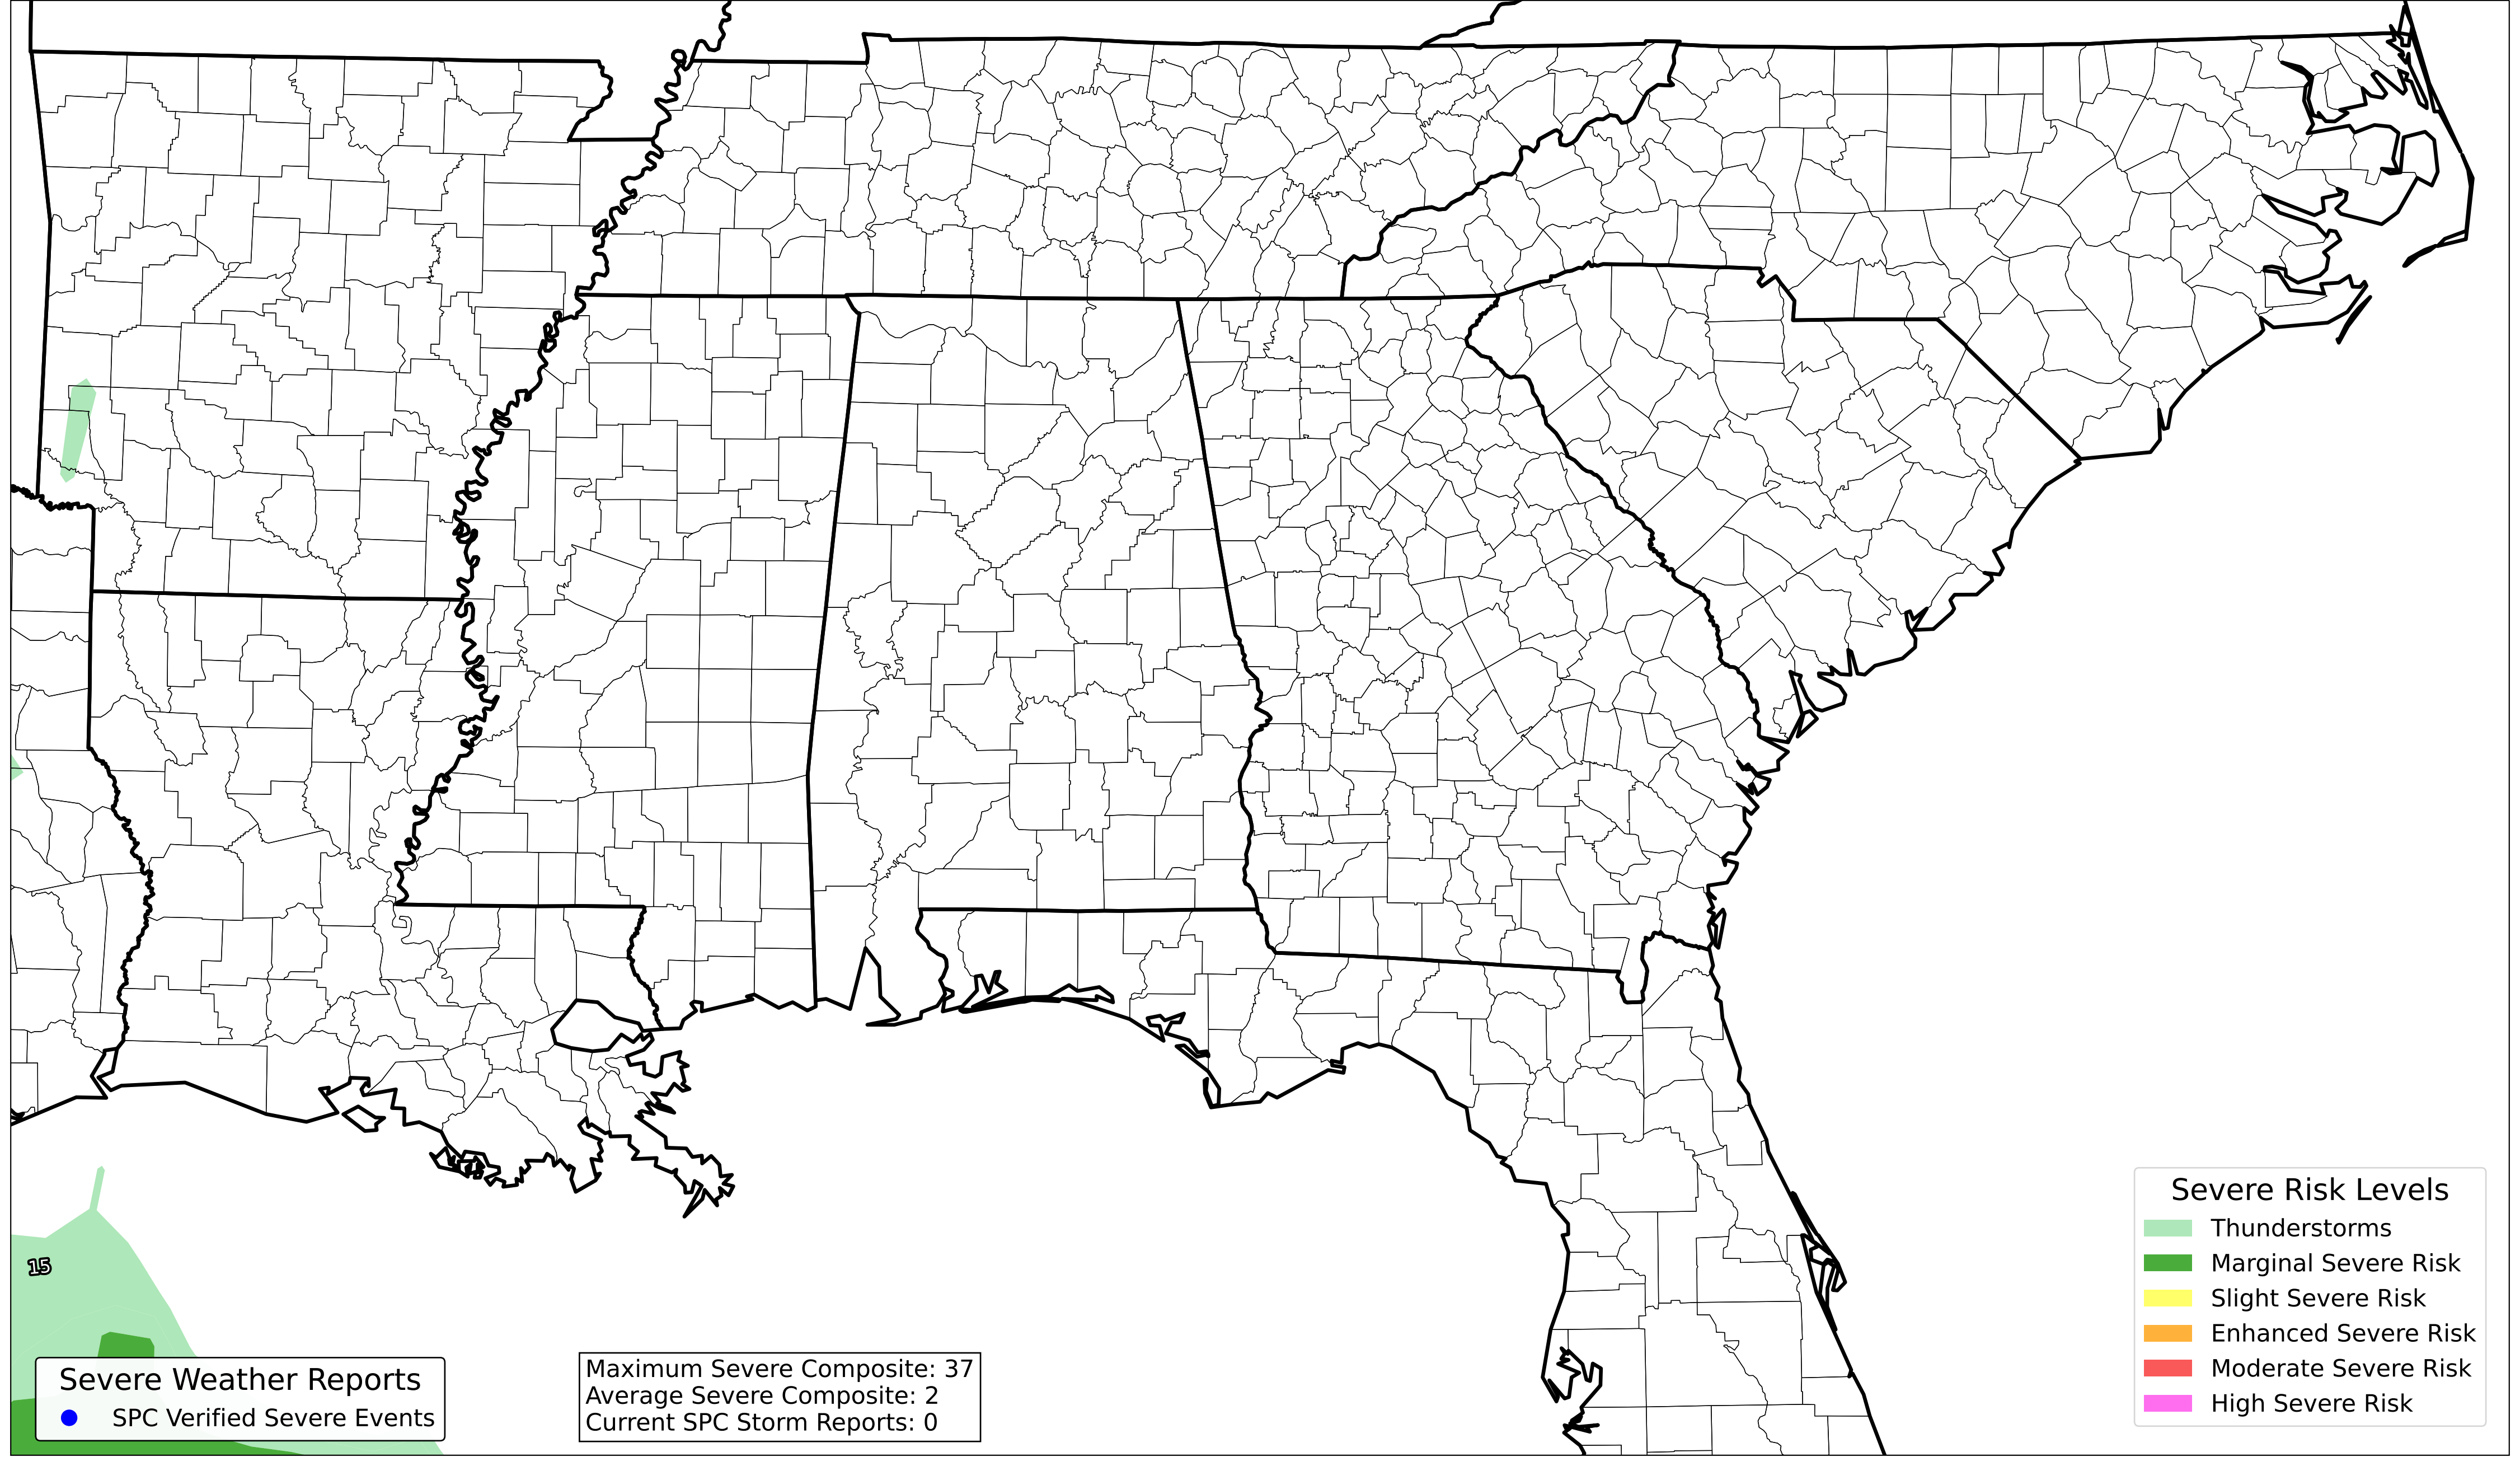 15
Severe Weather Reports
SPC Verified Severe Events
Maximum Severe Composite: 37
Average Severe Composite: 2
Current SPC Storm Reports: 0
Severe Risk Levels
Thunderstorms
Marginal Severe Risk
Slight Severe Risk
Enhanced Severe Risk
Moderate Severe Risk
High Severe Risk